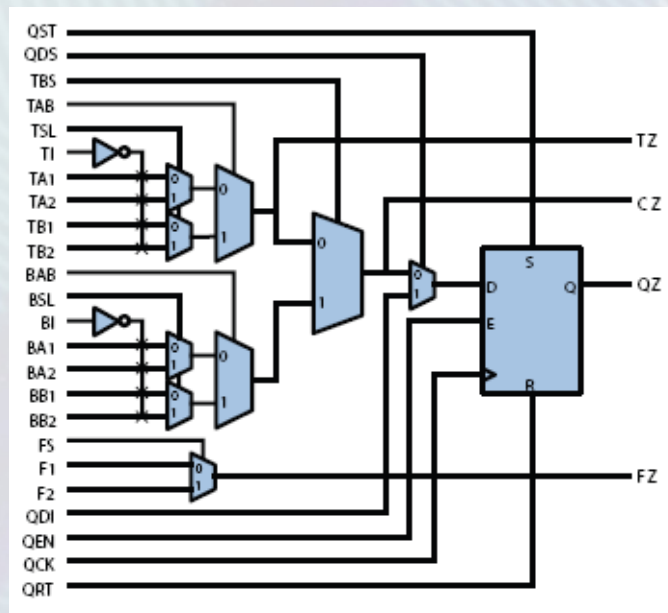 QST
QDS
TBS
TAB
TSL
TI
TA1
TA2
TB1
TB2
BAB
BSL
BI
BA1
BA2
BB1
BB2
FS
F1
F2
QDI
QEN
QCK
QRT
0
1
0
1
0
1
0
1
0
1
0
1
0
1
0
1
0
1
S
D
Q
E
R
TZ
CZ
QZ
FZ